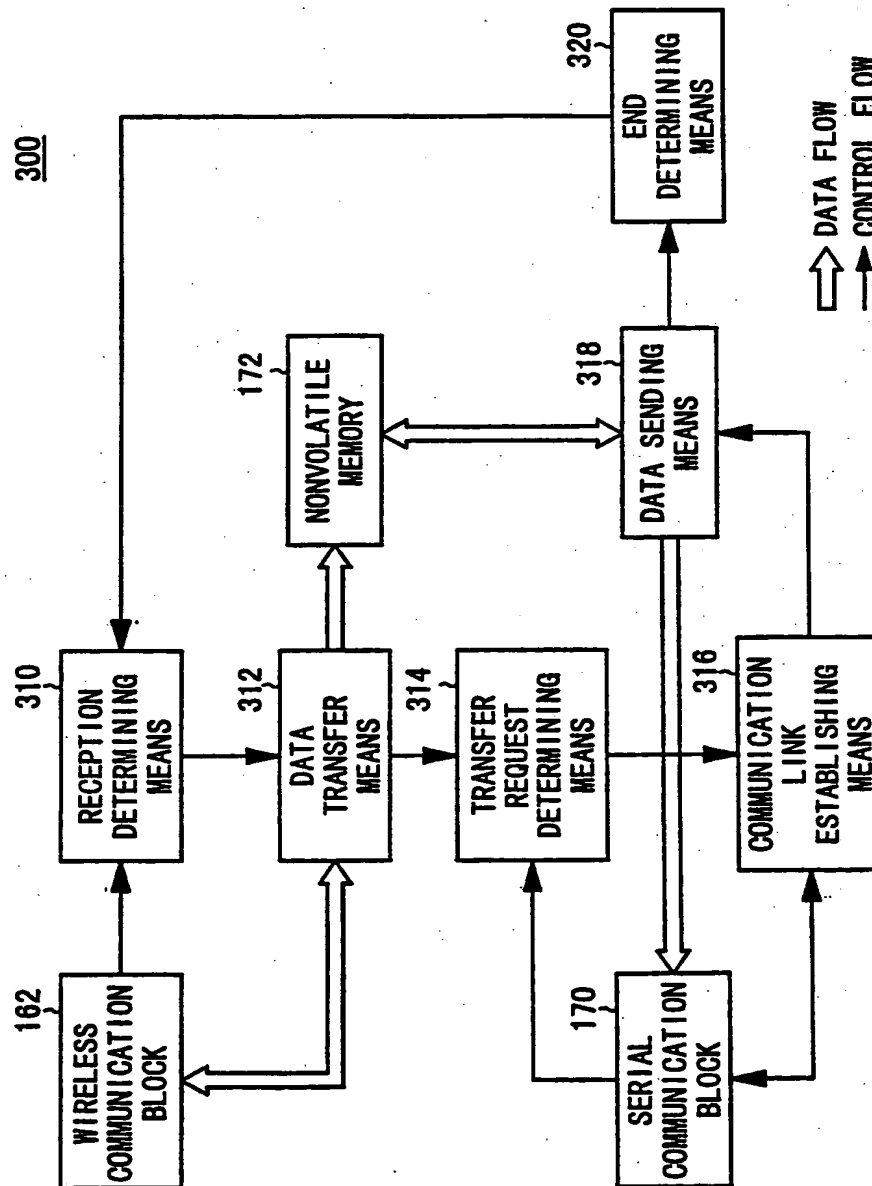 300
162
WIRELESS
COMMUNICATION
BLOCK
310
RECEPTION
DETERMINING
MEANS
312
DATA
TRANSFER
MEANS
172
NONVOLATILE
MEMORY
314
TRANSFER
REQUEST
DETERMINING
MEANS
170
SERIAL
COMMUNICATION
BLOCK
316
COMMUNICATION
LINK
ESTABLISHING
MEANS
318
DATA SENDING
MEANS
320
END
DETERMINING
MEANS
DATA FLOW
CONTROL FLOW